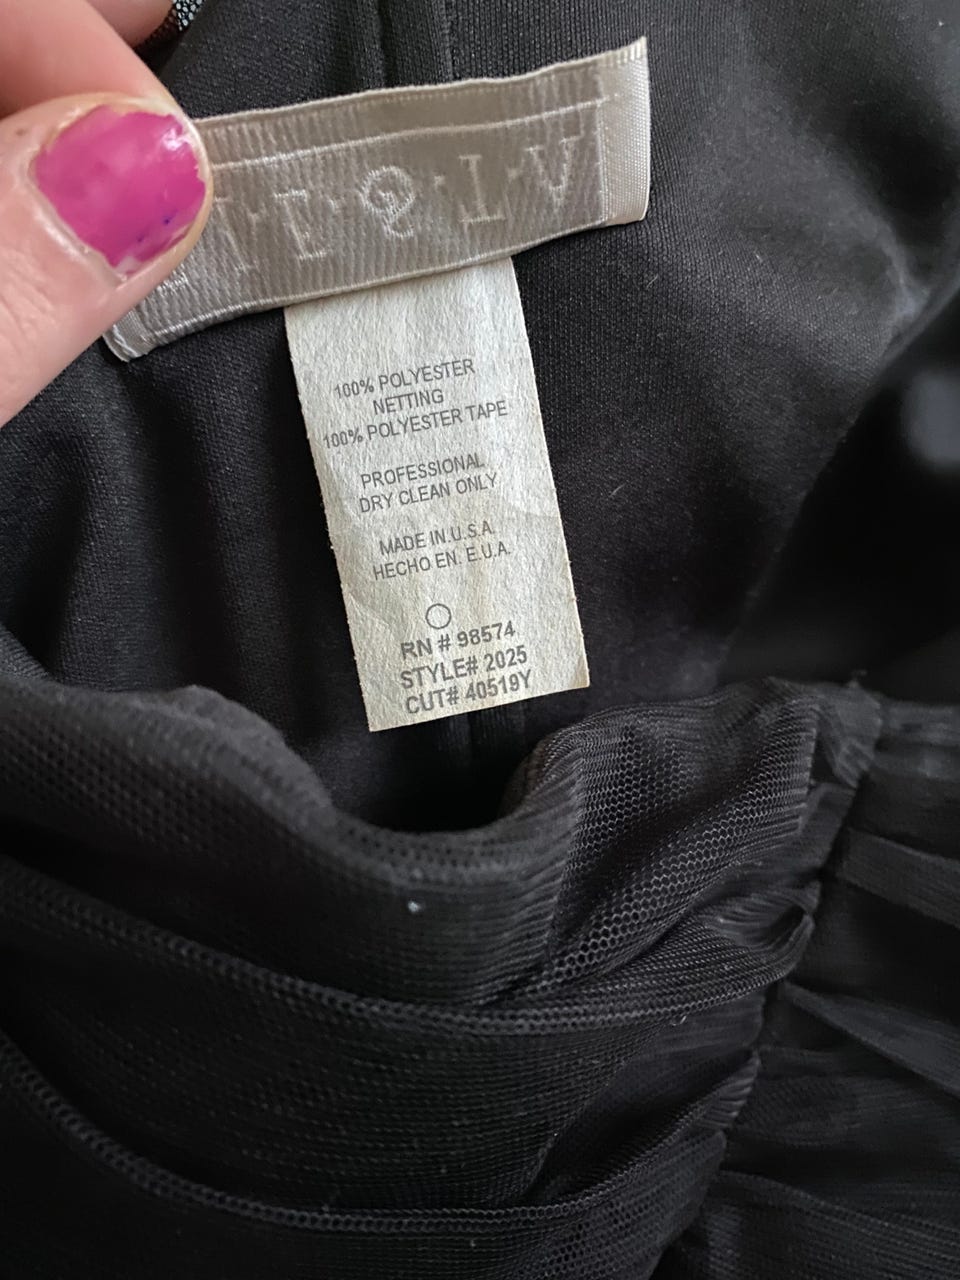 100% POLYESTER
NETTING
100% POLYESTER TAPE
PROFESSIONAL
DRY CLEAN ONLY
MADE IN.U.S.A.
HECHO EN. E.U.A.
RN # 98574
STYLE# 2025
CUT# 40519Y